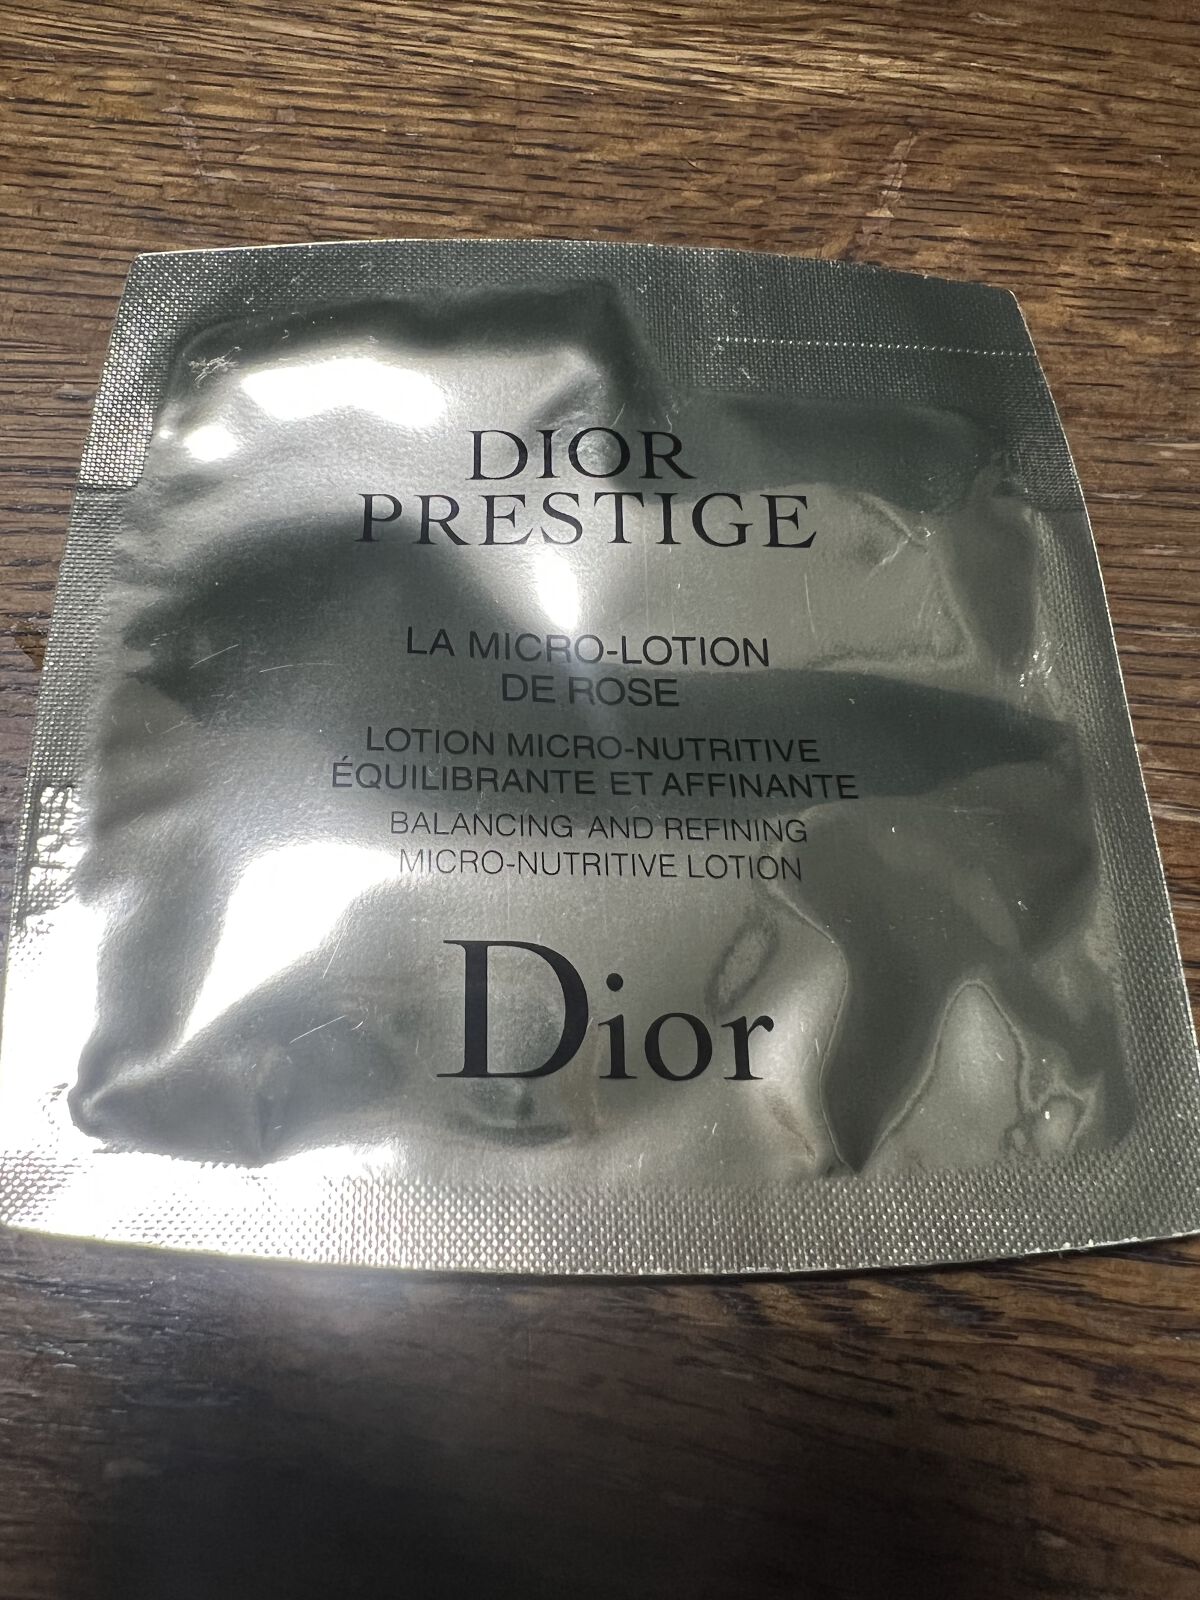 DIOR
PRESTIGE
LA MICRO-LOTION
DE ROSE
LOTION MICRO-NUTRITIVE
ÉQUILIBRANTE ET AFFINANTE
BALANCING AND REFINING
MICRO-NUTRITIVE LOTION
Dior